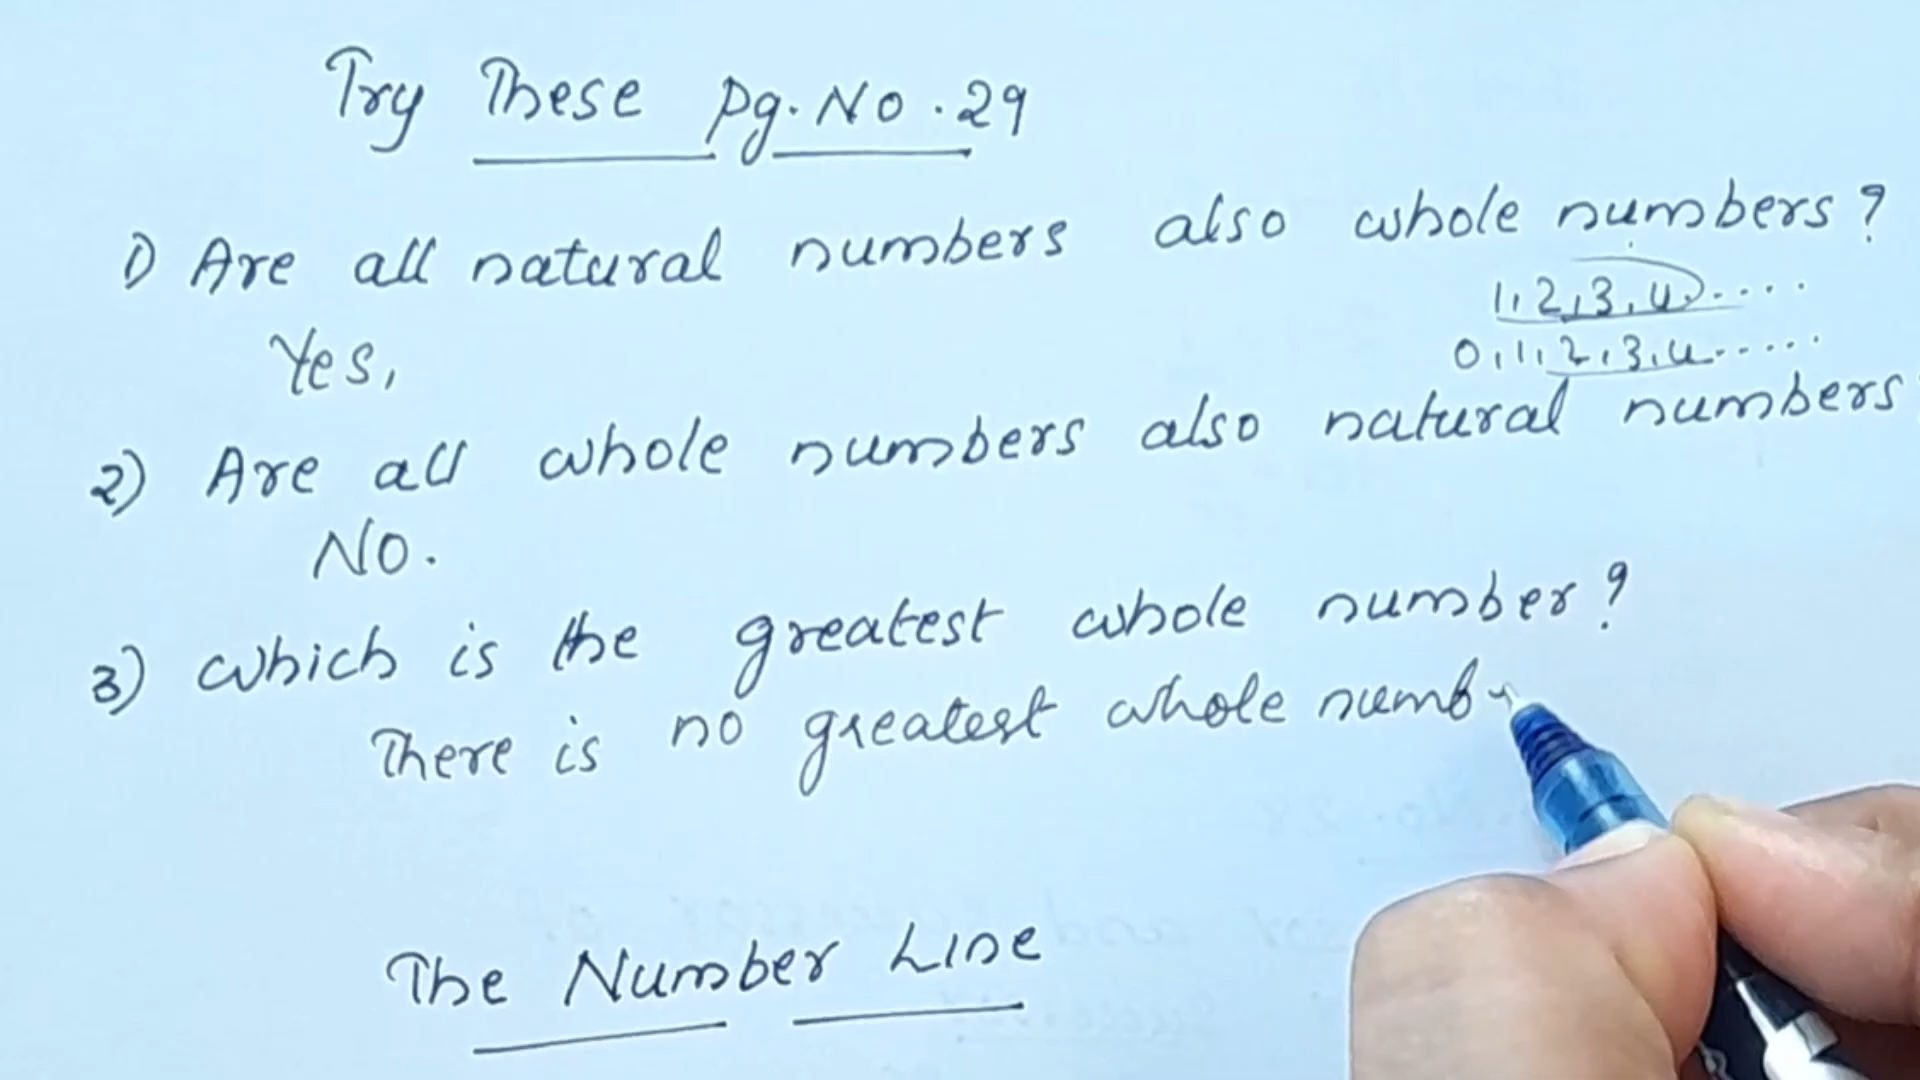 Try These Pg.No.29
1) Are all natural numbers also whole numbers?
1,2,3,4,.....
Yes,
0,1,2,3,4.....
2) Are all whole numbers also natural numbers
No.
3) Which is the greatest whole number?
There is no greatest whole numb
The Number Line